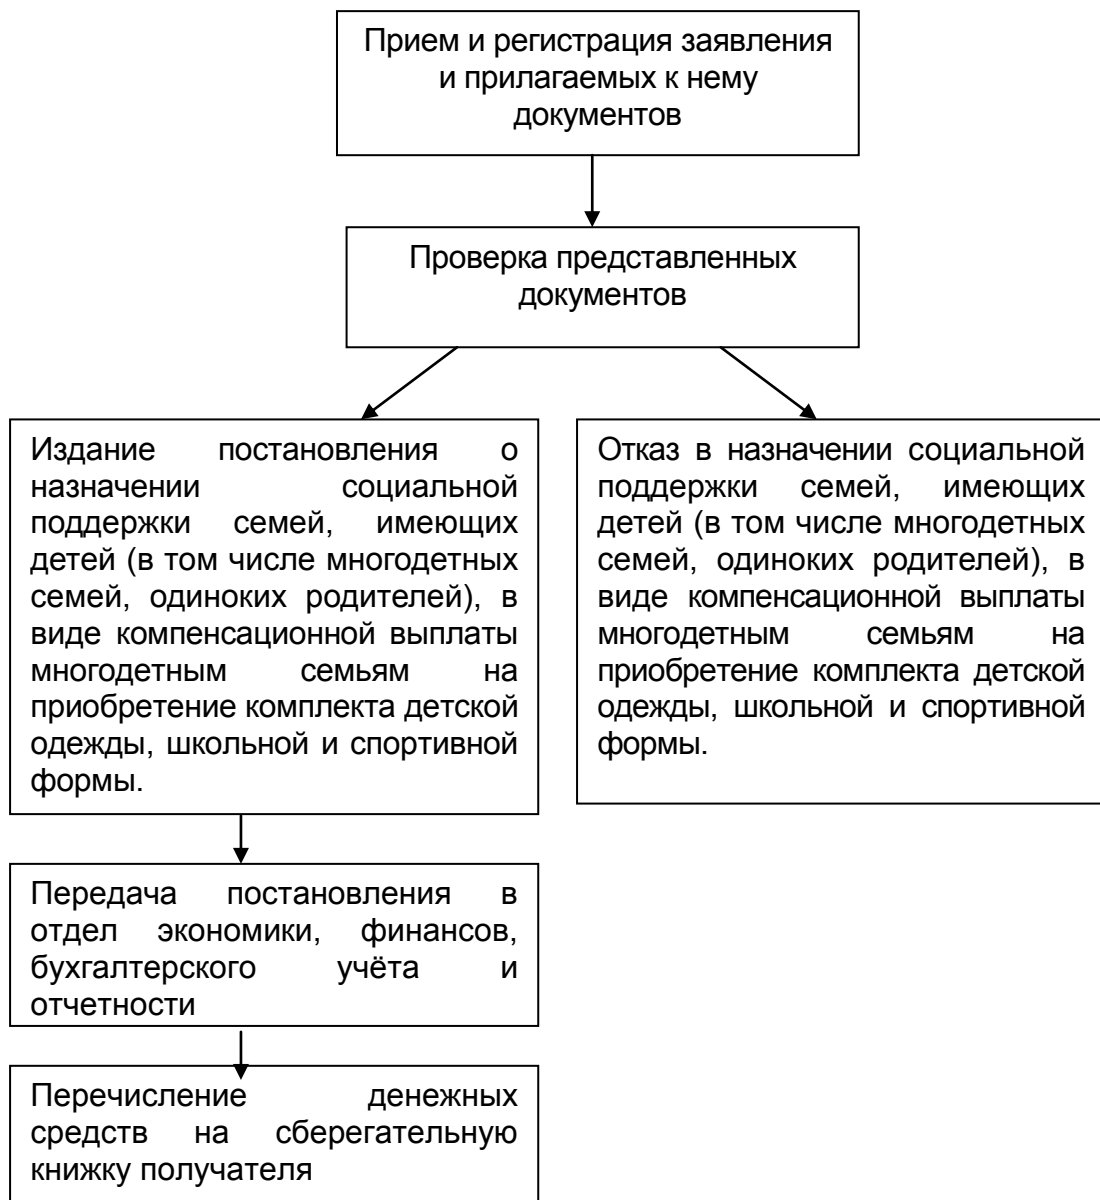 Прием и регистрация заявления
и прилагаемых к нему
документов
Проверка представленных
документов
Издание постановления о
назначении социальной
поддержки семей, имеющих
детей (в том числе многодетных
семей, одиноких родителей), в
виде компенсационной выплаты
многодетным семьям на
приобретение комплекта детской
одежды, школьной и спортивной
формы.
Отказ в назначении социальной
поддержки семей, имеющих
детей (в том числе многодетных
семей, одиноких родителей), в
виде компенсационной выплаты
многодетным семьям на
приобретение комплекта детской
одежды, школьной и спортивной
формы.
Передача постановления в
отдел экономики, финансов,
бухгалтерского учёта и
отчетности
Перечисление денежных
средств на сберегательную
книжку получателя